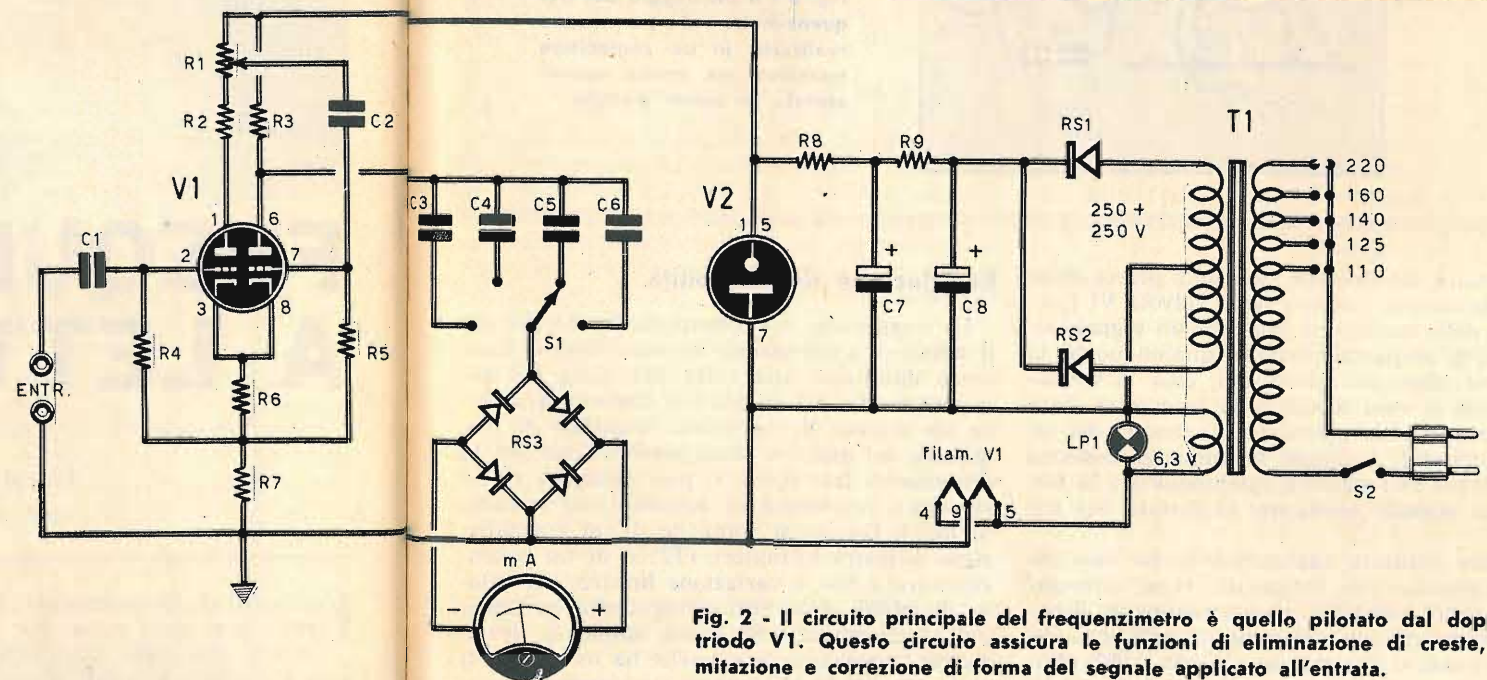 R1
R2
R3
C2
V1
1
6
2
7
3
8
C1
R4
R5
ENTR.
R6
R7
C3
C4
C5
C6
S1
RS3
mA
-
+
V2
1
5
7
R8
R9
+
C7
+
C8
RS1
RS2
250 +
250 V
T1
220
160
140
125
110
LP1
6,3 V
Filam. V1
4
9
5
S2
Fig. 2 - Il circuito principale del frequenzimetro è quello pilotato dal dop
triodo V1. Questo circuito assicura le funzioni di eliminazione di creste,
mitazione e correzione di forma del segnale applicato all'entrata.